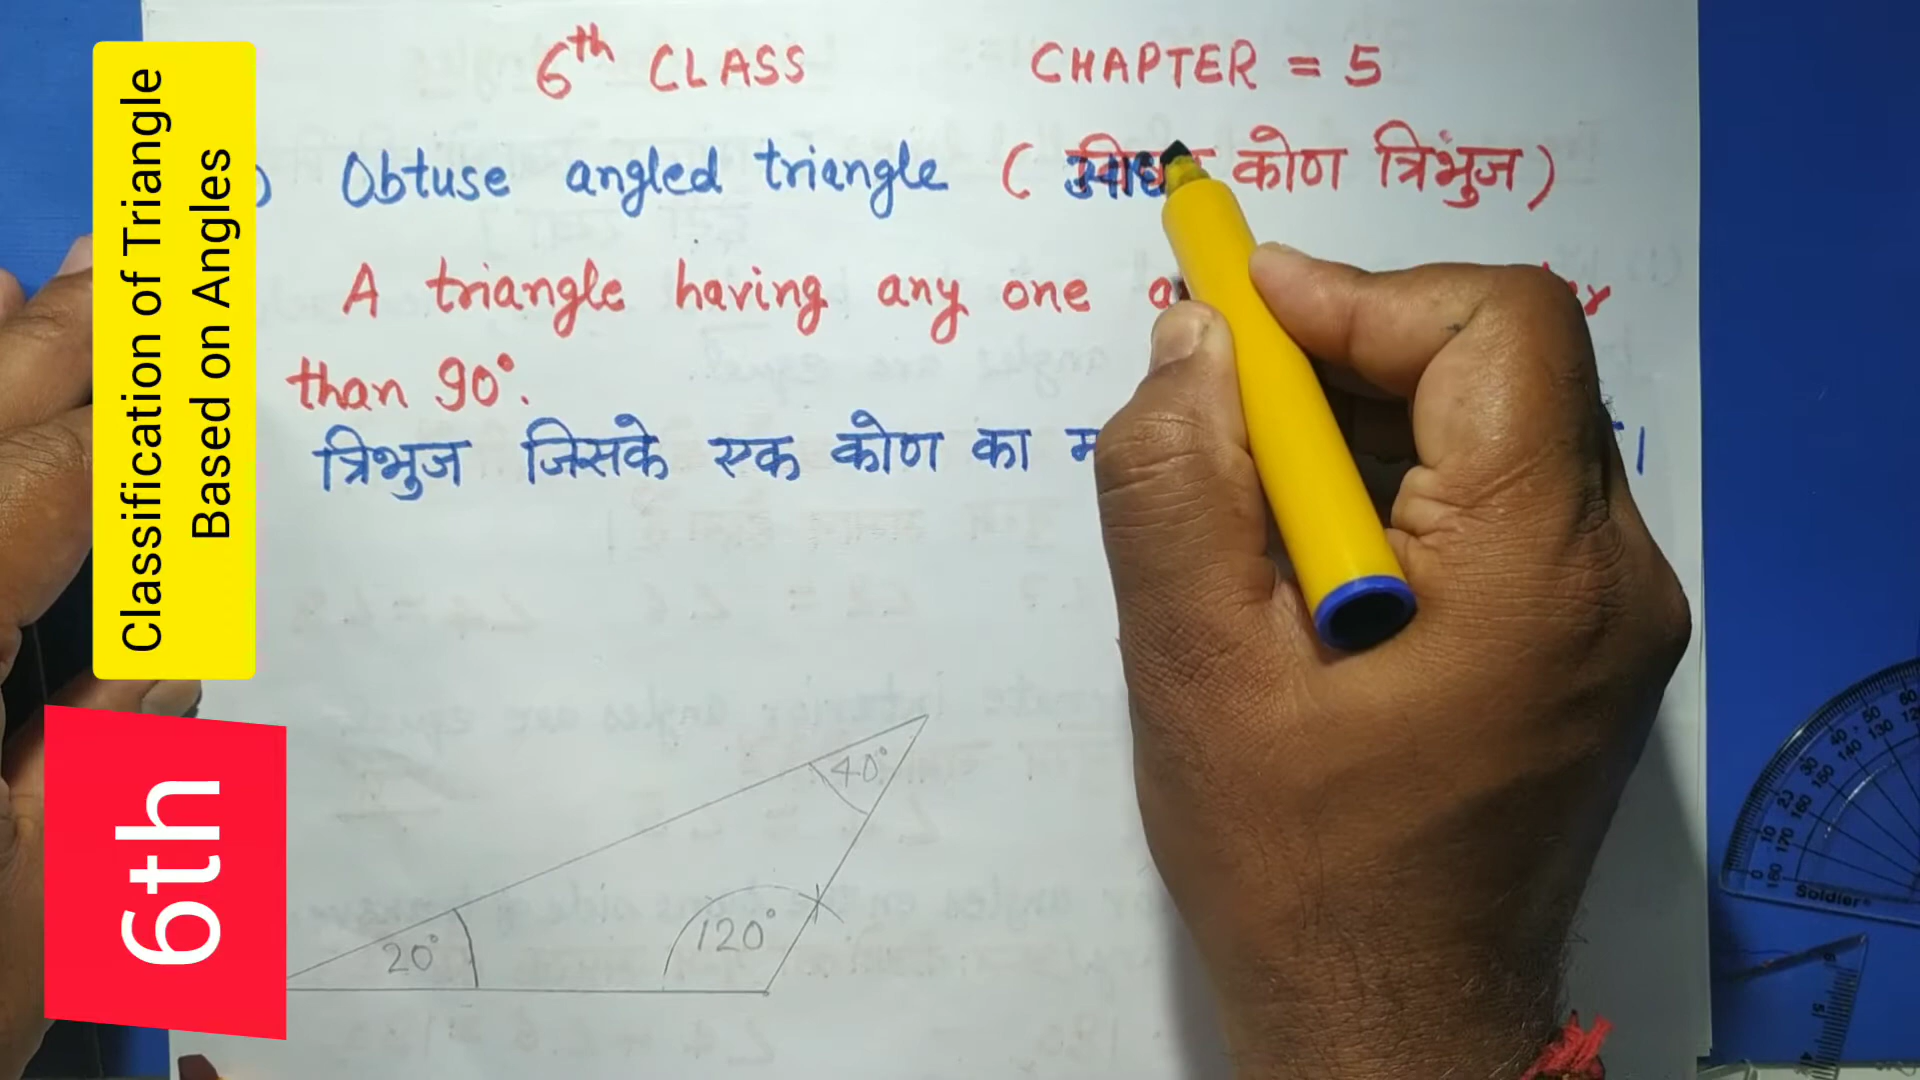 6th CLASS CHAPTER = 5
Obtuse angled triangle ( कोण त्रिभुज )
A triangle having any one
than 90°.
त्रिभुज जिसके एक कोण का
40°
120°
20°
Classification of Triangle
Based on Angles
6th
Soldier